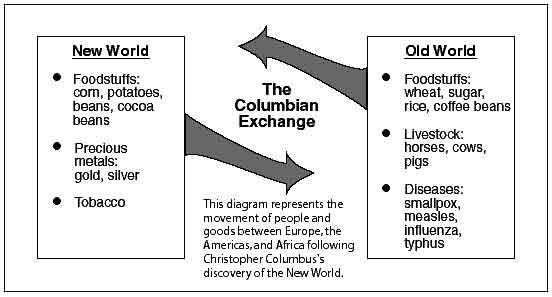 New World
• Foodstuffs:
corn, potatoes,
beans, cocoa
beans
• Precious
metals:
gold, silver
• Tobacco
The
Columbian
Exchange
This diagram represents the
movement of people and
goods between Europe, the
Americas, and Africa following
Christopher Columbus's
discovery of the New World.
Old World
• Foodstuffs:
wheat, sugar,
rice, coffee beans
• Livestock:
horses, cows,
pigs
• Diseases:
smallpox,
measles,
influenza,
typhus